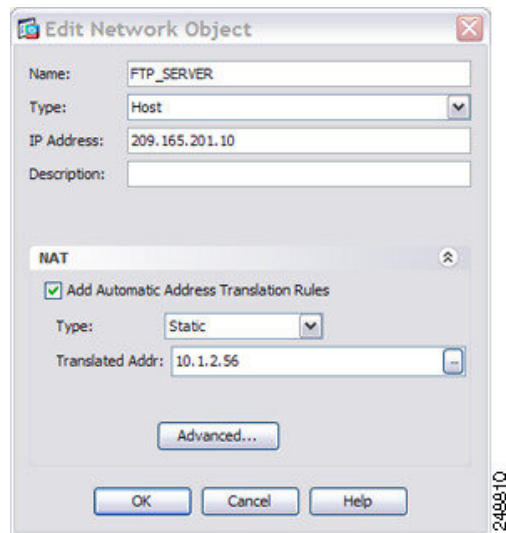 Edit Network Object
Name: FTP_SERVER
Type: Host
IP Address: 209.165.201.10
Description:
NAT
Add Automatic Address Translation Rules
Type: Static
Translated Addr: 10.1.2.56 ...
Advanced...
OK Cancel Help
248810